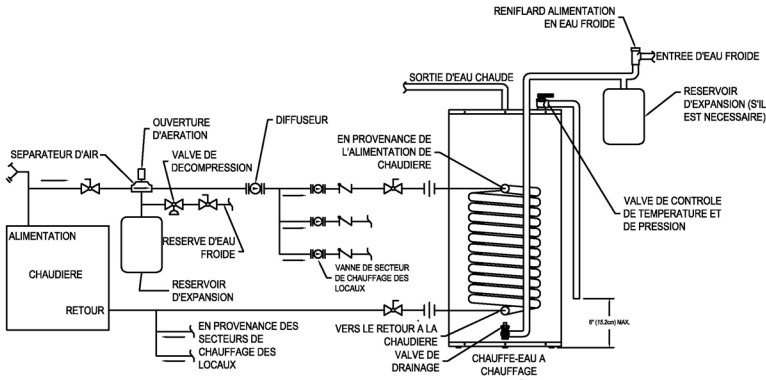 RENIFLARD ALIMENTATION
EN EAU FROIDE
ENTREE D'EAU FROIDE
SORTIE D'EAU CHAUDE
RESERVOIR
D'EXPANSION (S'IL
EST NECESSAIRE)
OUVERTURE
D'AERATION
DIFFUSEUR
EN PROVENANCE DE
L'ALIMENTATION DE
CHAUDIERE
SEPARATEUR D'AIR
VALVE DE
DECOMPRESSION
VALVE DE CONTROLE
DE TEMPERATURE ET
DE PRESSION
ALIMENTATION
CHAUDIERE
RETOUR
RESERVE D'EAU
FROIDE
RESERVOIR
D'EXPANSION
VANNE DE SECTEUR
DE CHAUFFAGE DES
LOCAUX
EN PROVENANCE DES
SECTEURS DE
CHAUFFAGE DES
LOCAUX
VERS LE RETOUR A LA
CHAUDIERE
VALVE DE
DRAINAGE
CHAUFFE-EAU A
CHAUFFAGE
6" (15.2cm) MAX.